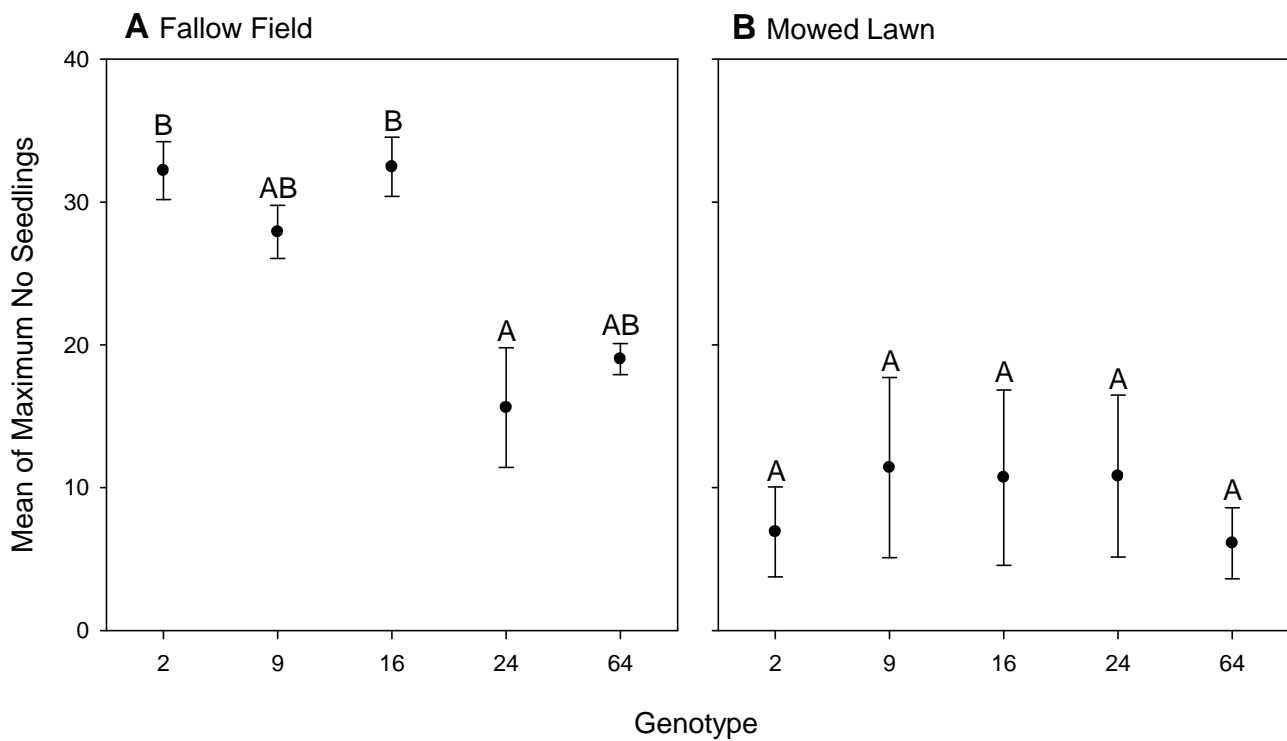 A Fallow Field
B Mowed Lawn
Mean of Maximum No Seedlings
40
30
20
10
0
B
AB
B
A
AB
A
A
A
A
A
2 9 16 24 64
2 9 16 24 64
Genotype